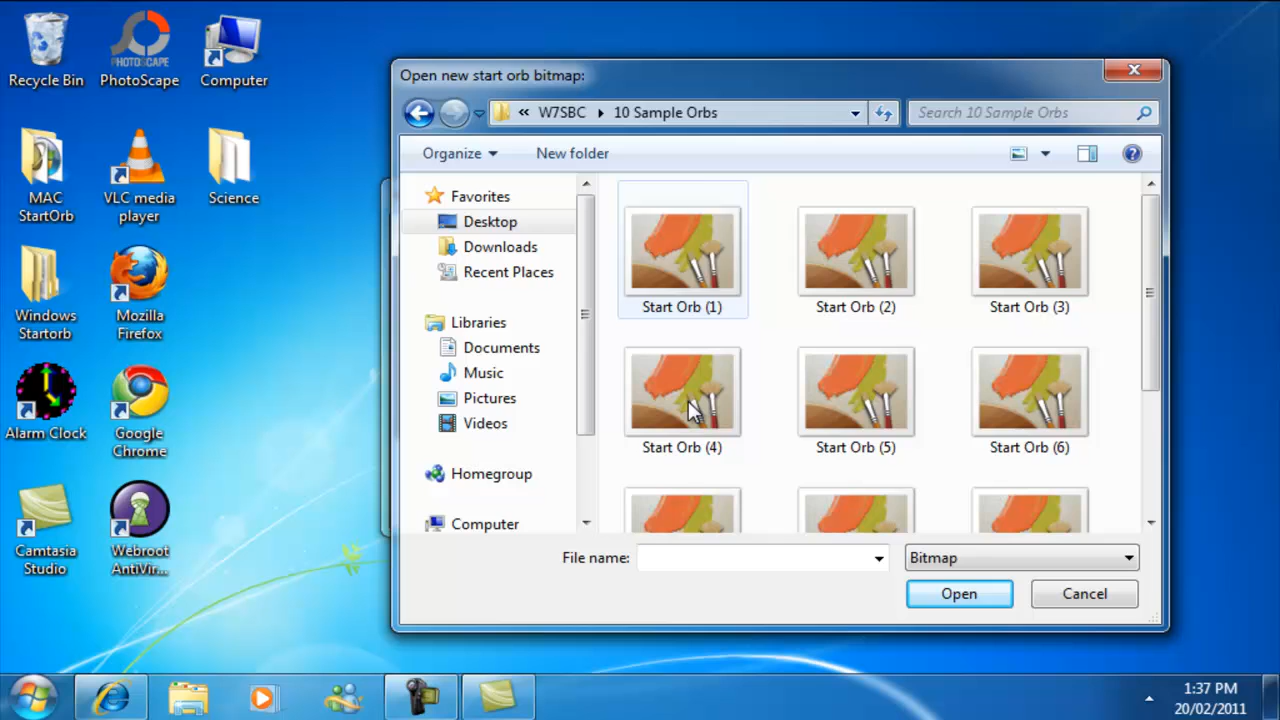 Recycle Bin
PHOTOSCAPE
PhotoScape
Computer
MAC
StartOrb
VLC media
player
Science
Windows
Startorb
Mozilla
Firefox
Alarm Clock
Google
Chrome
Camtasia
Studio
Webroot
AntiVir...
Open new start orb bitmap:
« W7SBC
10 Sample Orbs
Search 10 Sample Orbs
Organize
New folder
Favorites
Desktop
Downloads
Recent Places
Libraries
Documents
Music
Pictures
Videos
Homegroup
Computer
Start Orb (1)
Start Orb (2)
Start Orb (3)
Start Orb (4)
Start Orb (5)
Start Orb (6)
File name:
Bitmap
Open
Cancel
1:37 PM
20/02/2011